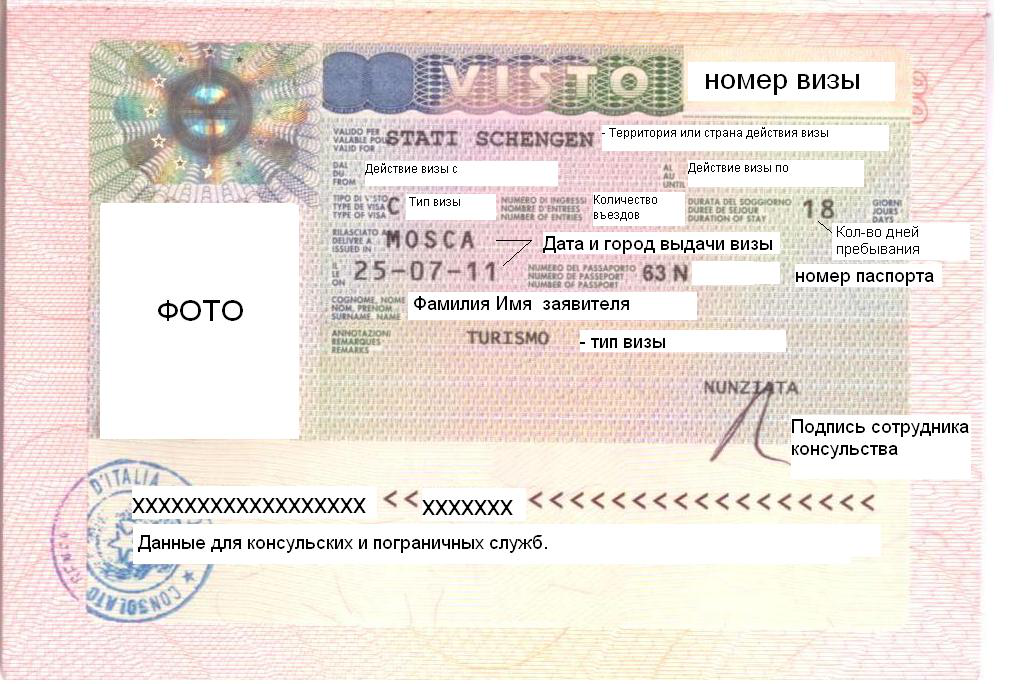 VISTO номер визы
VALIDO PER
VALABLE POUR
VALID FOR
STATI SCHENGEN - Территория или страна действия визы
DAL
DU
FROM
Действие визы с
AL
AU
UNTIL
Действие визы по
TIPO DI VISTO
TYPE DE VISA
TYPE OF VISA
C Тип визы
NUMERO DI INGRESSI
NOMBRE D'ENTREES
NUMBER OF ENTRIES
Количество
въездов
DURATA DEL SOGGIORNO
DUREE DE SEJOUR
DURATION OF STAY
18
GIORNI
JOURS
DAYS
Кол-во дней
пребывания
RILASCIATO A
DELIVRE A
ISSUED IN
MOSCA
Дата и город выдачи визы
IL
LE
ON
25-07-11
NUMERO DEL PASSAPORTO
NUMERO DE PASSEPORT
NUMBER OF PASSPORT
63 N
номер паспорта
COGNOME, NOME
NOM, PRENOM
SURNAME, NAME
Фамилия Имя заявителя
ANNOTAZIONI
REMARQUES
REMARKS
TURISMO - тип визы
ФОТО
NUNZIATA
Подпись сотрудника
консульства
D'ITALIA
XXXXXXXXXXXXXXXXXX <<XXXXXXX<<<<<<<<<<<<<<<<<
Данные для консульских и пограничных служб.
CONSOLATO